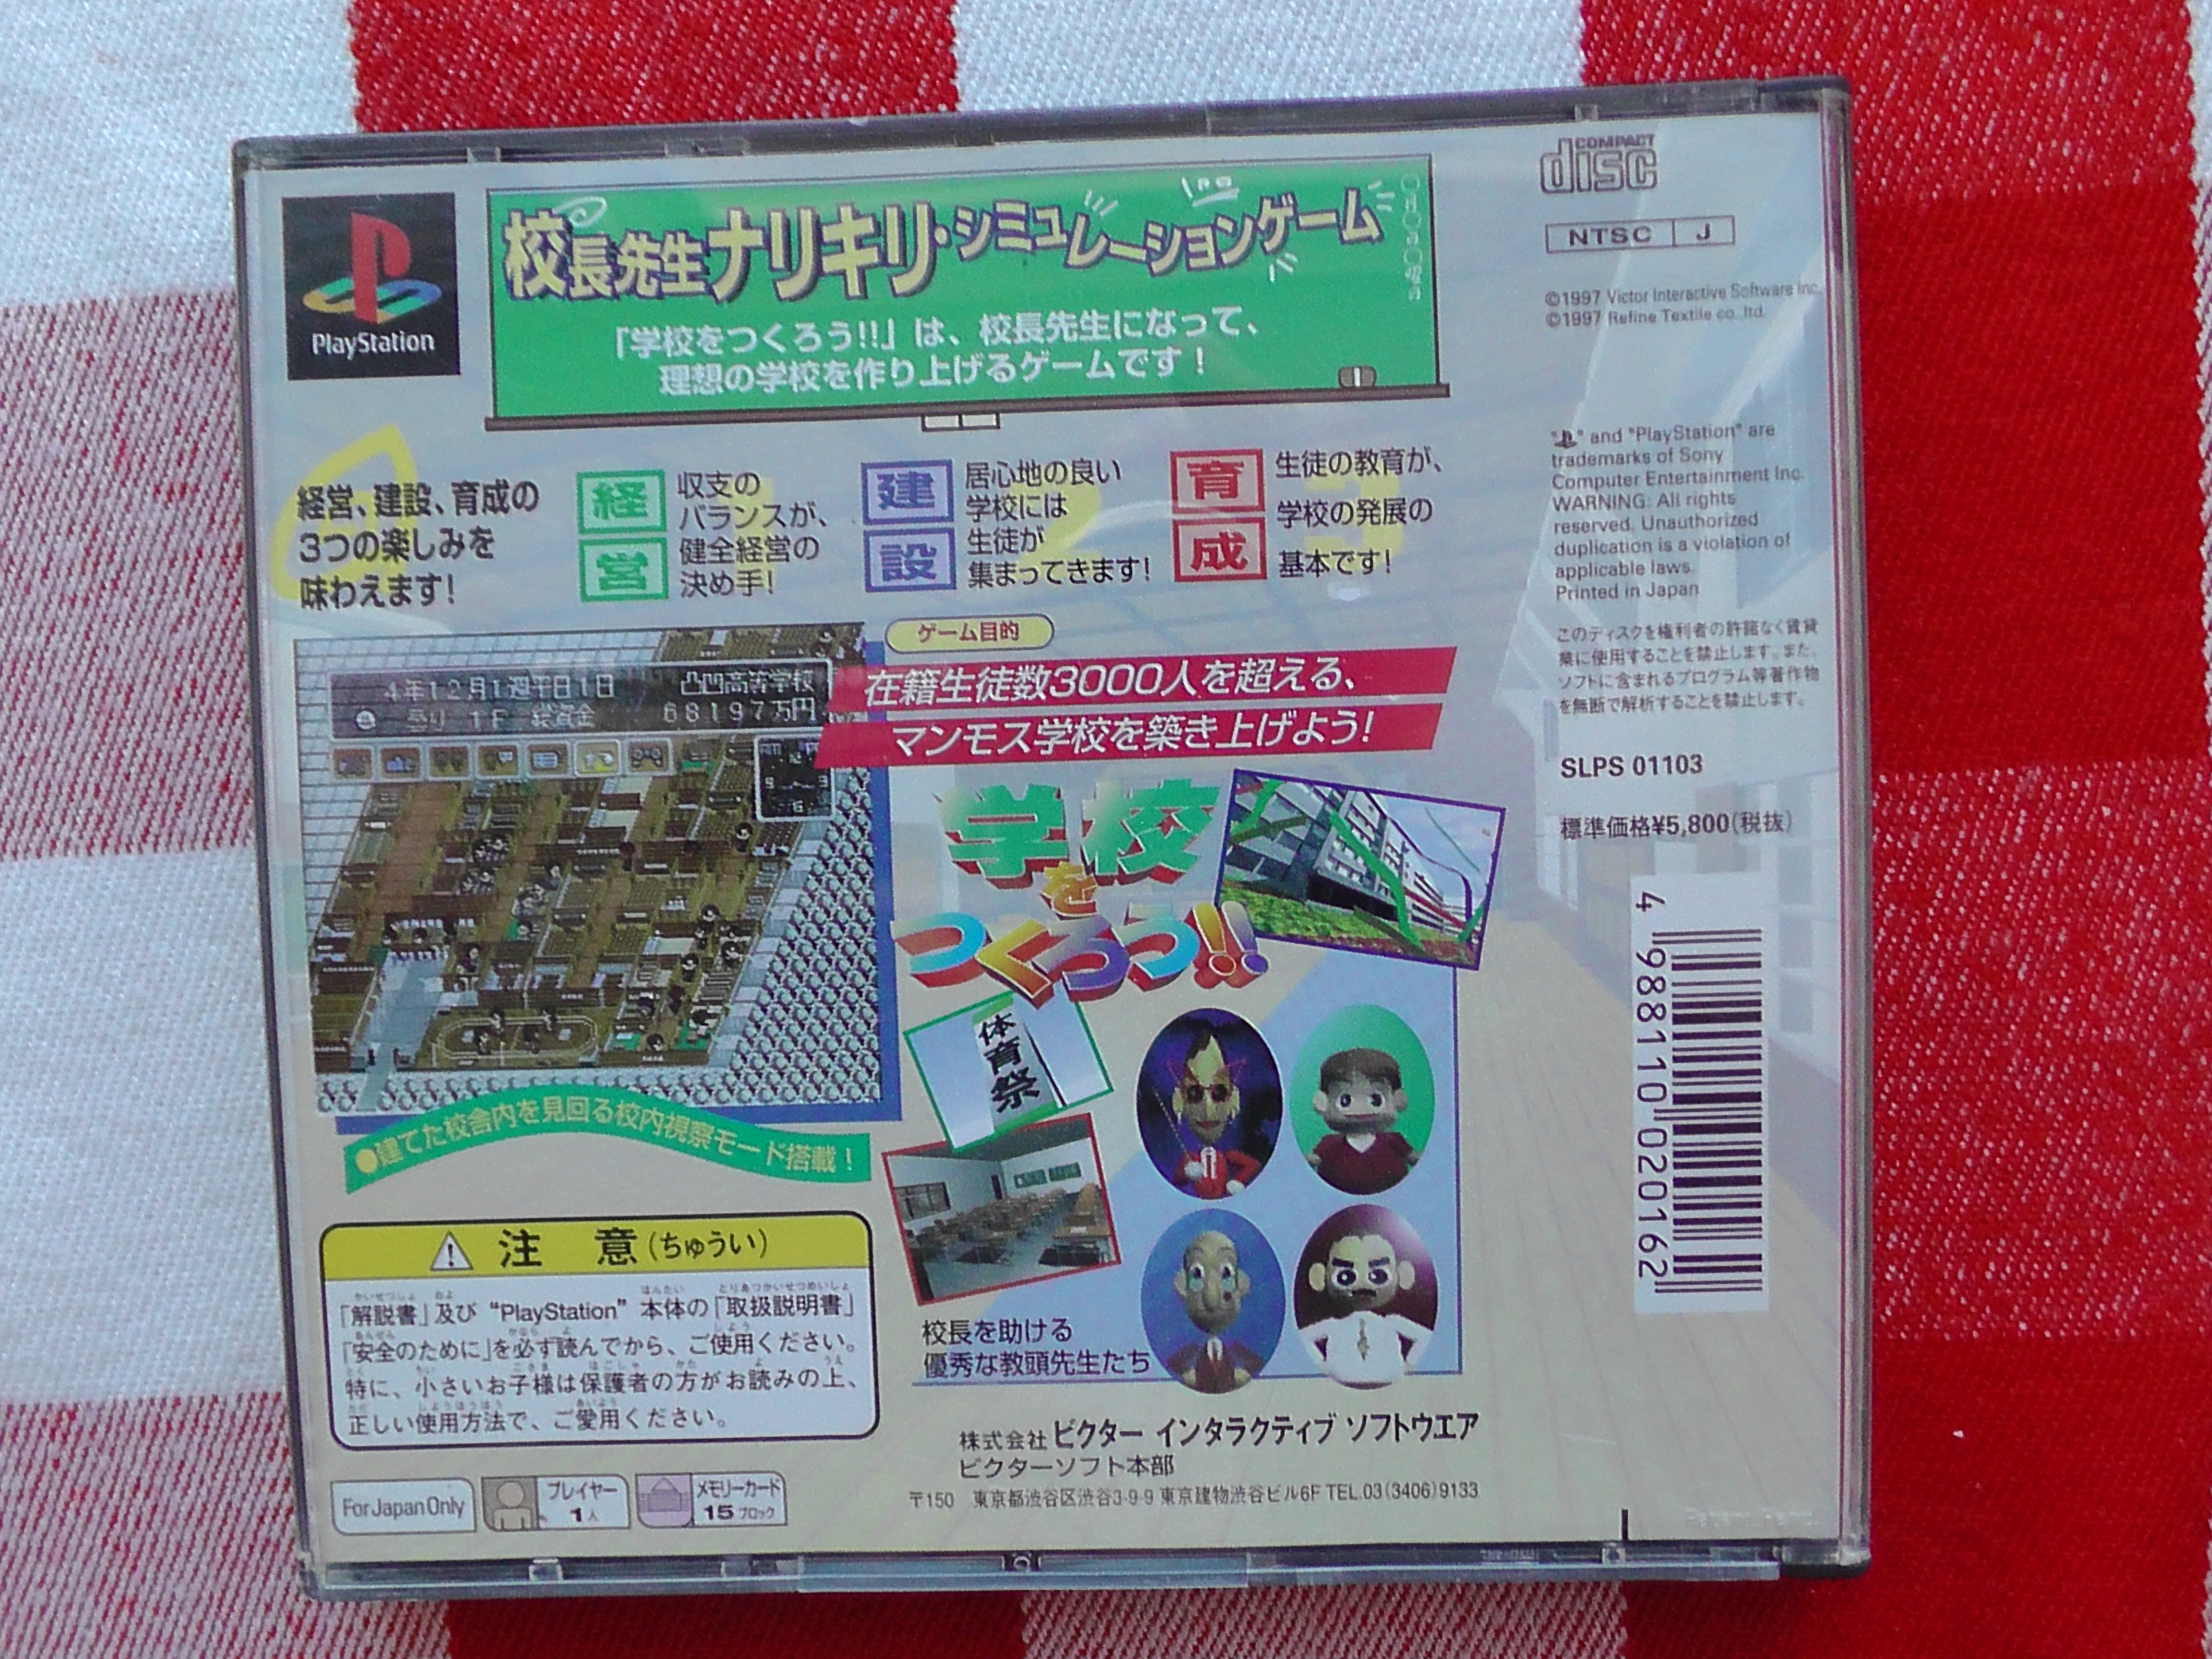 PlayStation
校長先生ナリキリ・シミュレーションゲーム
「学校をつくろう!!」は、校長先生になって、
理想の学校を作り上げるゲームです！
経営、建設、育成の
3つの楽しみを
味わえます！
経営
収支の
バランスが、
健全経営の
決め手！
建設
居心地の良い
学校には
生徒が
集まってきます！
育成
生徒の教育が、
学校の発展の
基本です！
4年12月1週平日1日 凸凹高等学校
曇り 1F 総資金 68197万円
●建てた校舎内を見回る校内視察モード搭載！
ゲーム目的
在籍生徒数3000人を超える、
マンモス学校を築き上げよう！
学校
を
つくろう!!
体育祭
校長を助ける
優秀な教頭先生たち
注 意(ちゅうい)
「解説書」及び“PlayStation”本体の「取扱説明書」
「安全のために」を必ず読んでから、ご使用ください。
特に、小さいお子様は保護者の方がお読みの上、
正しい使用方法で、ご愛用ください。
For Japan Only
プレイヤー
1人
メモリーカード
15ブロック
株式会社ビクター インタラクティブ ソフトウエア
ビクターソフト本部
〒150 東京都渋谷区渋谷3-9-9 東京建物渋谷ビル6F TEL.03(3406)9133
COMPACT
disc
NTSC J
©1997 Victor Interactive Software Inc.
©1997 Refine Textile co. ltd.
"PS" and "PlayStation" are
trademarks of Sony
Computer Entertainment Inc.
WARNING: All rights
reserved. Unauthorized
duplication is a violation of
applicable laws.
Printed in Japan
このディスクを権利者の許諾なく賃貸
業に使用することを禁止します。また、
ソフトに含まれるプログラム等著作物
を無断で解析することを禁止します。
SLPS 01103
標準価格¥5,800(税抜)
4 988110 020162